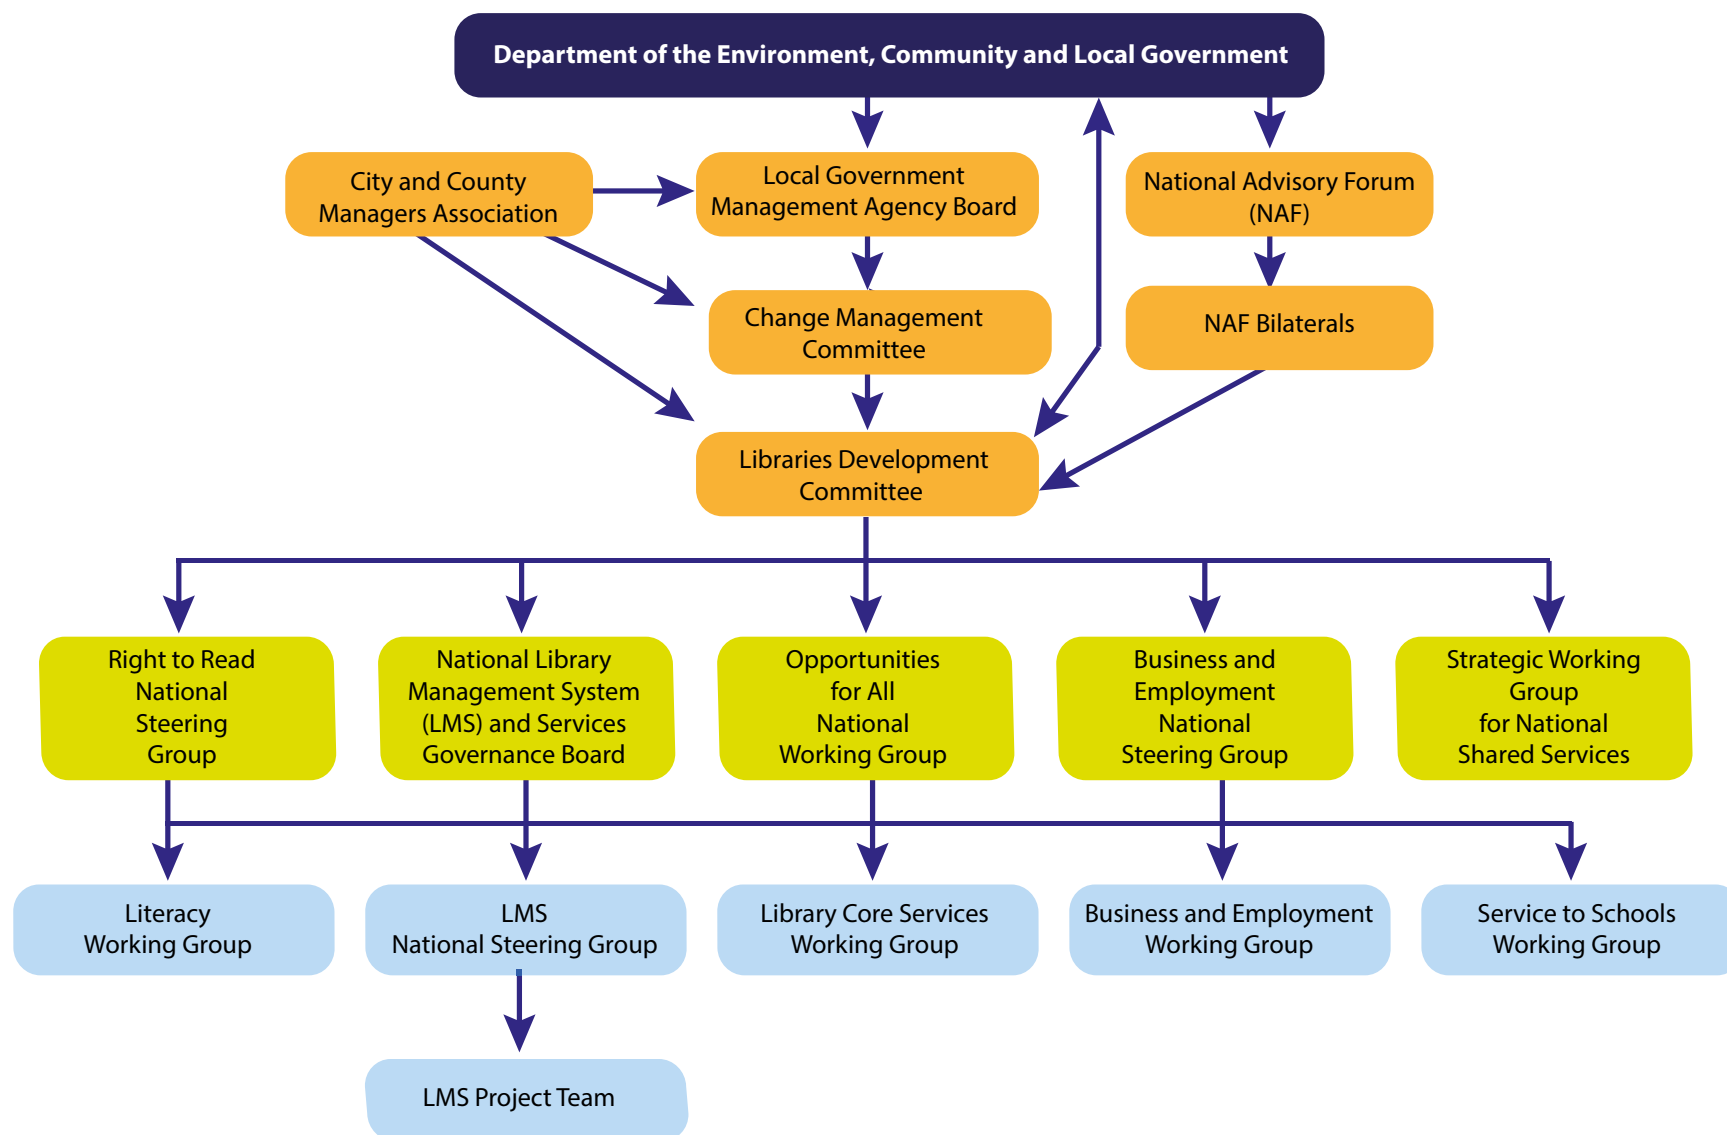 Department of the Environment, Community and Local Government
City and County
Managers Association
Local Government
Management Agency Board
National Advisory Forum
(NAF)
Change Management
Committee
NAF Bilaterals
Libraries Development
Committee
Right to Read
National
Steering
Group
National Library
Management System
(LMS) and Services
Governance Board
Opportunities
for All
National
Working Group
Business and
Employment
National
Steering Group
Strategic Working
Group
for National
Shared Services
Literacy
Working Group
LMS
National Steering Group
Library Core Services
Working Group
Business and Employment
Working Group
Service to Schools
Working Group
LMS Project Team